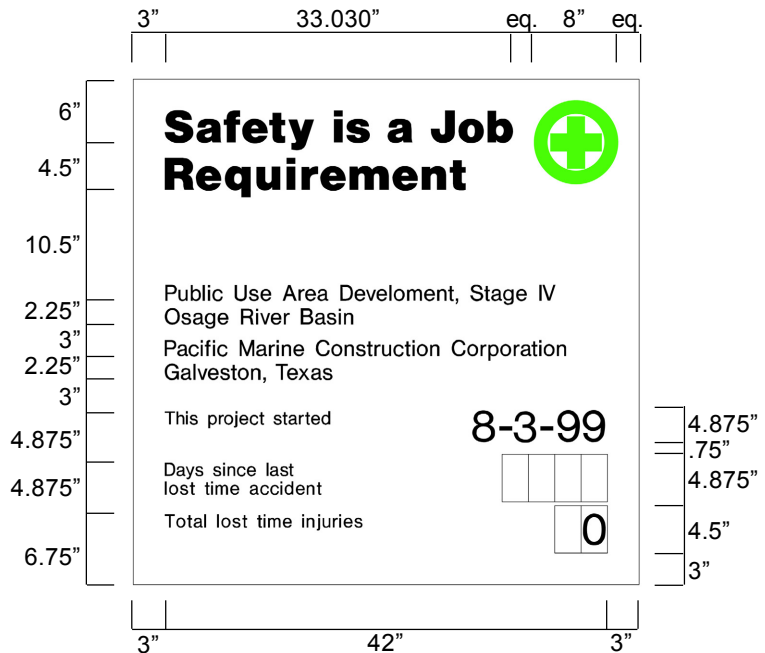 3” 33.030” eq. 8” eq.
6”
4.5”
10.5”
2.25”
3”
2.25”
3”
4.875”
4.875”
6.75”
Safety is a Job
Requirement
Public Use Area Develoment, Stage IV
Osage River Basin
Pacific Marine Construction Corporation
Galveston, Texas
This project started 8-3-99
Days since last
lost time accident
Total lost time injuries 0
4.875”
.75”
4.875”
4.5”
3”
3” 42” 3”